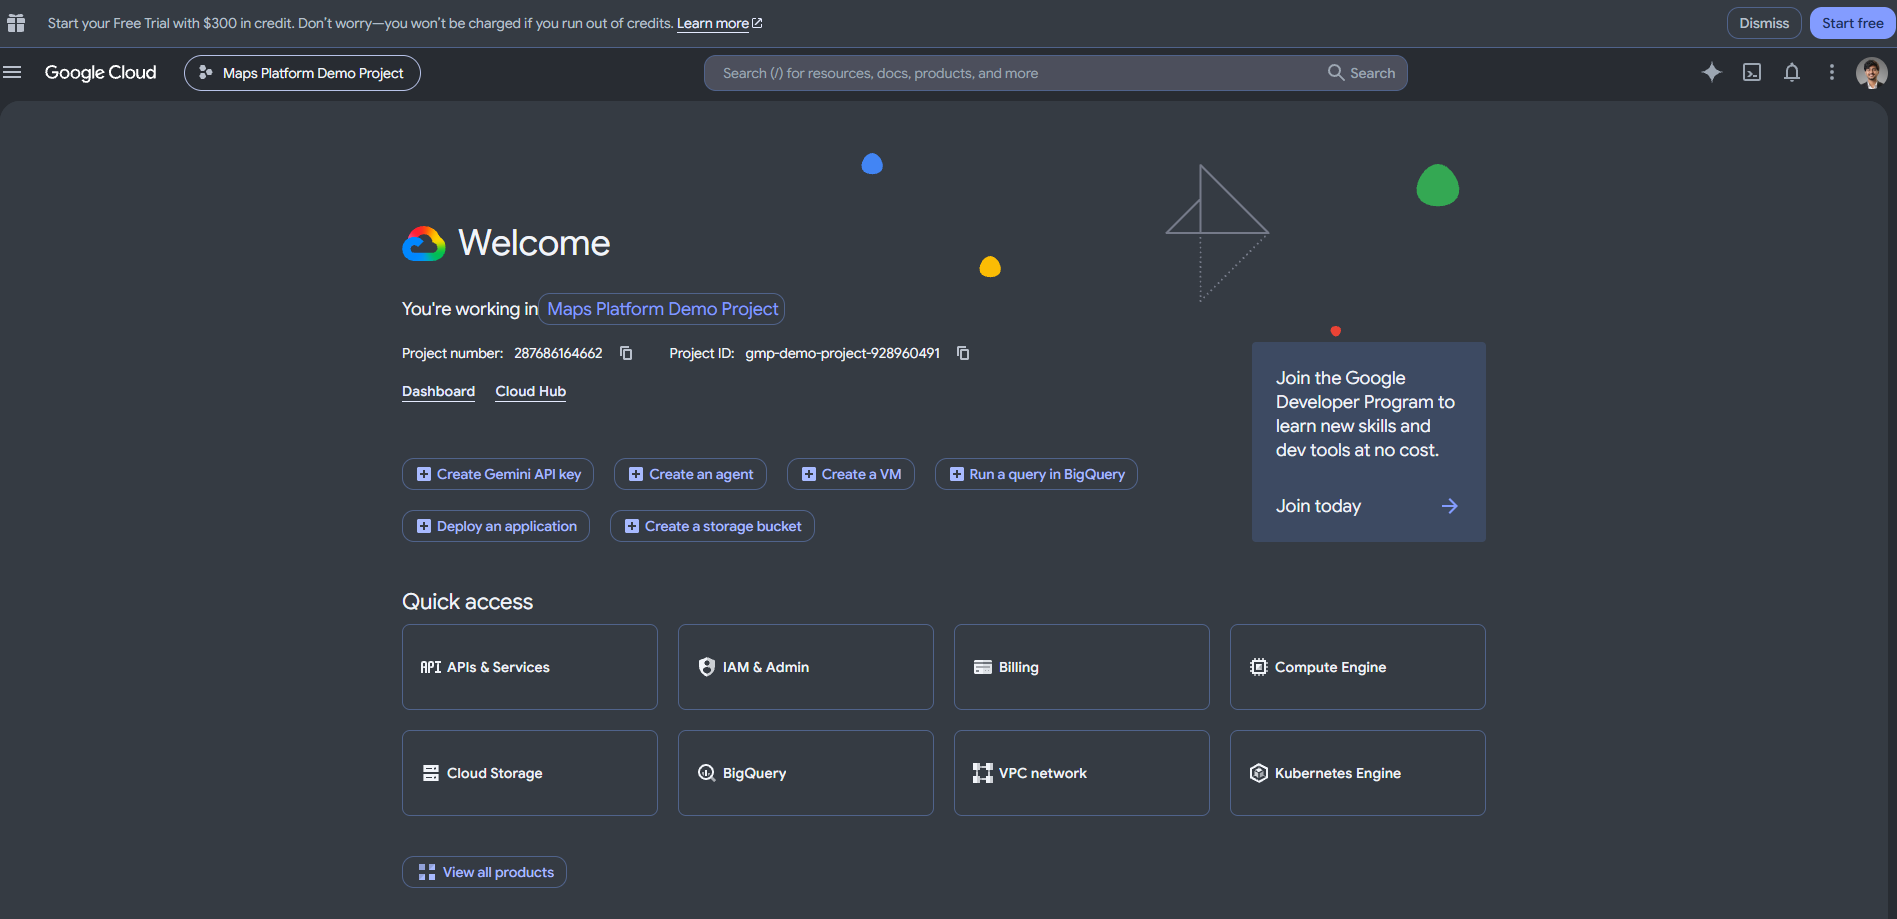 Start your Free Trial with $300 in credit. Don’t worry—you won’t be charged if you run out of credits. Learn more
Dismiss
Start free
Google Cloud
Maps Platform Demo Project
Search (/) for resources, docs, products, and more
Search
Welcome
You're working in Maps Platform Demo Project
Project number: 287686164662
Project ID: gmp-demo-project-928960491
Dashboard
Cloud Hub
Create Gemini API key
Create an agent
Create a VM
Run a query in BigQuery
Deploy an application
Create a storage bucket
Join the Google
Developer Program to
learn new skills and
dev tools at no cost.
Join today
Quick access
API APIs & Services
IAM & Admin
Billing
Compute Engine
Cloud Storage
BigQuery
VPC network
Kubernetes Engine
View all products